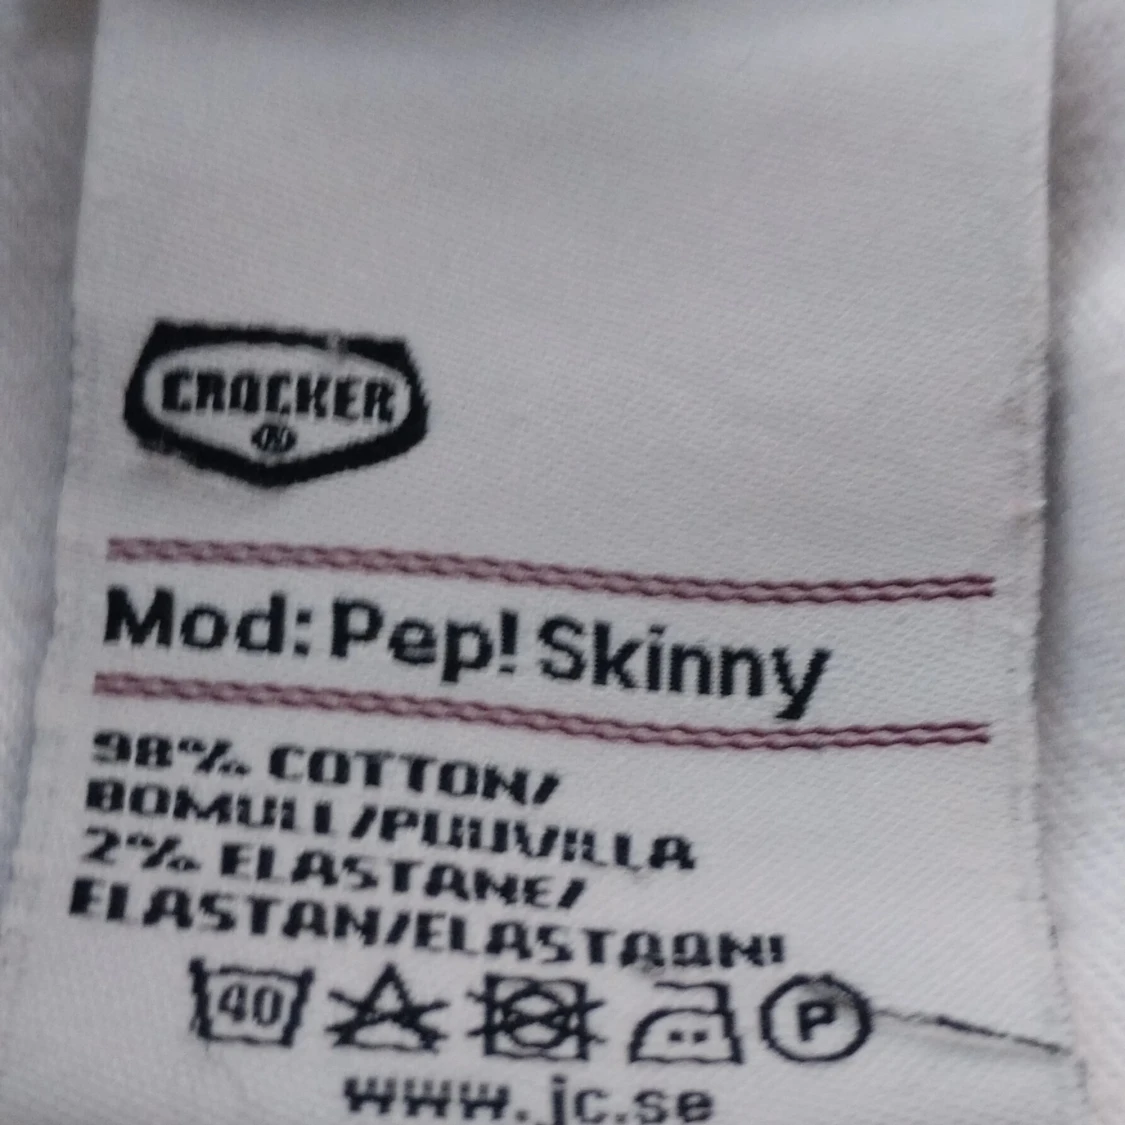 CROCKER
Mod: Pep! Skinny
98% COTTON/
BOMULL/PUUVILLA
2% ELASTANE/
ELASTAN/ELASTAANI
40
P
www.jc.se